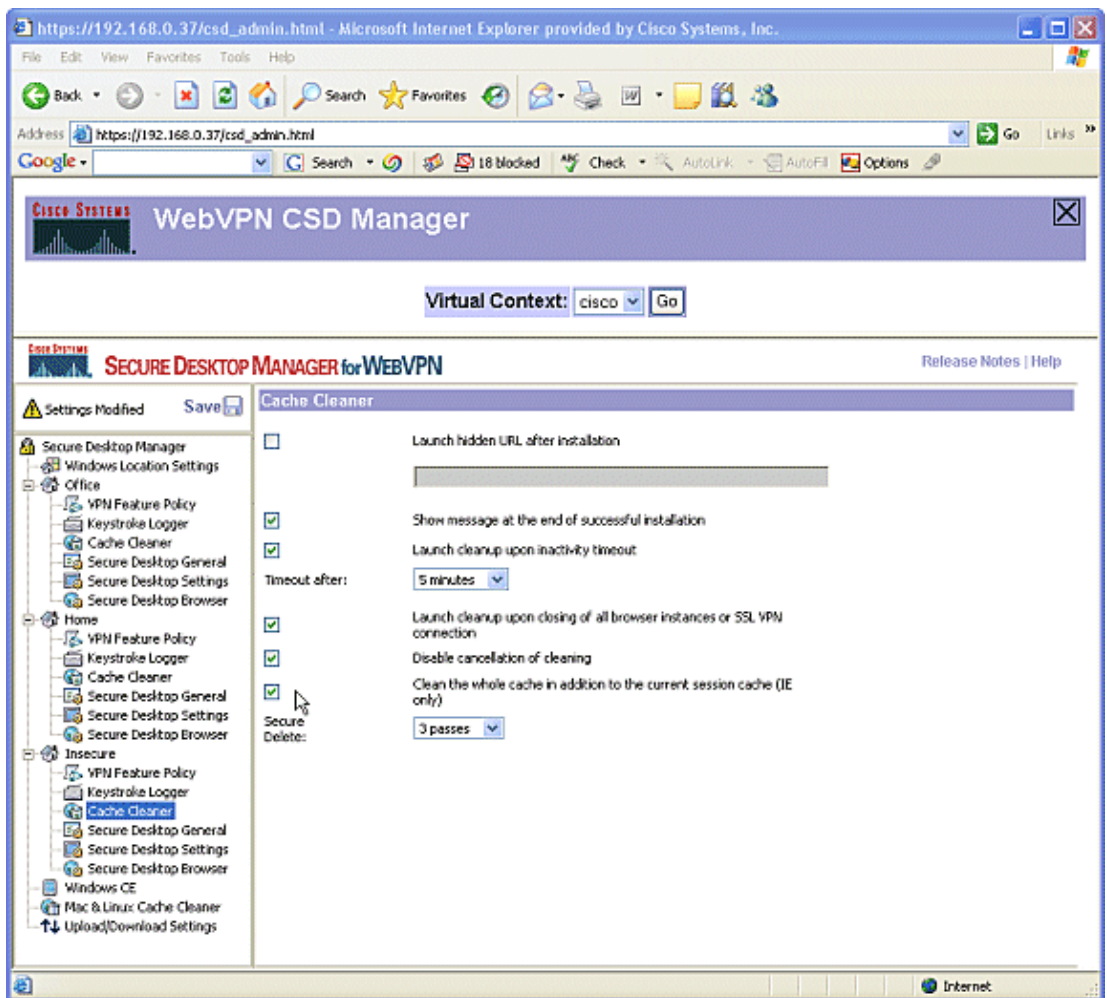 https://192.168.0.37/csd_admin.html - Microsoft Internet Explorer provided by Cisco Systems, Inc.
File Edit View Favorites Tools Help
Back Search Favorites
Address https://192.168.0.37/csd_admin.html Go Links »
Google Search 18 blocked Check AutoLink AutoFill Options
CISCO SYSTEMS WebVPN CSD Manager
Virtual Context: cisco Go
CISCO SYSTEMS SECURE DESKTOP MANAGER for WEBVPN Release Notes | Help
Settings Modified Save
Cache Cleaner
Secure Desktop Manager
Windows Location Settings
Office
VPN Feature Policy
Keystroke Logger
Cache Cleaner
Secure Desktop General
Secure Desktop Settings
Secure Desktop Browser
Home
VPN Feature Policy
Keystroke Logger
Cache Cleaner
Secure Desktop General
Secure Desktop Settings
Secure Desktop Browser
Insecure
VPN Feature Policy
Keystroke Logger
Cache Cleaner
Secure Desktop General
Secure Desktop Settings
Secure Desktop Browser
Windows CE
Mac & Linux Cache Cleaner
Upload/Download Settings
Launch hidden URL after installation
Show message at the end of successful installation
Launch cleanup upon inactivity timeout
Timeout after: 5 minutes
Launch cleanup upon closing of all browser instances or SSL VPN
connection
Disable cancellation of cleaning
Clean the whole cache in addition to the current session cache (IE
only)
Secure
Delete: 3 passes
Internet